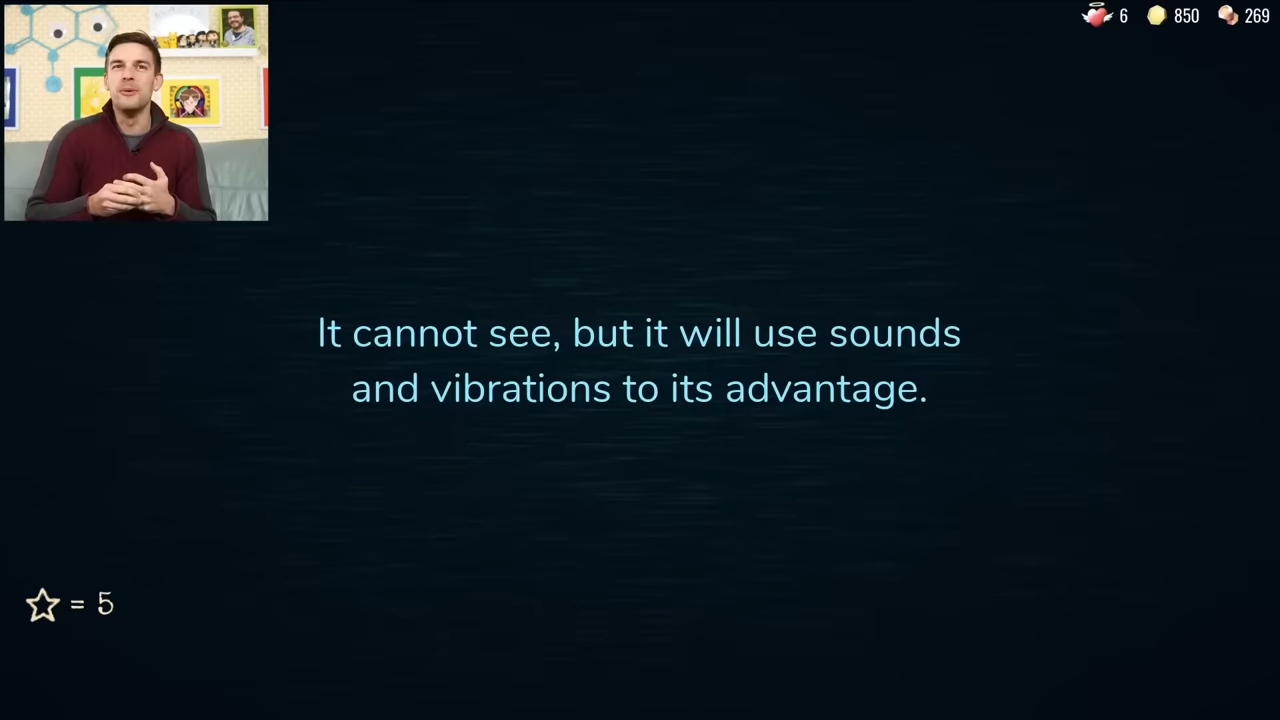 6 850 269
It cannot see, but it will use sounds
and vibrations to its advantage.
= 5